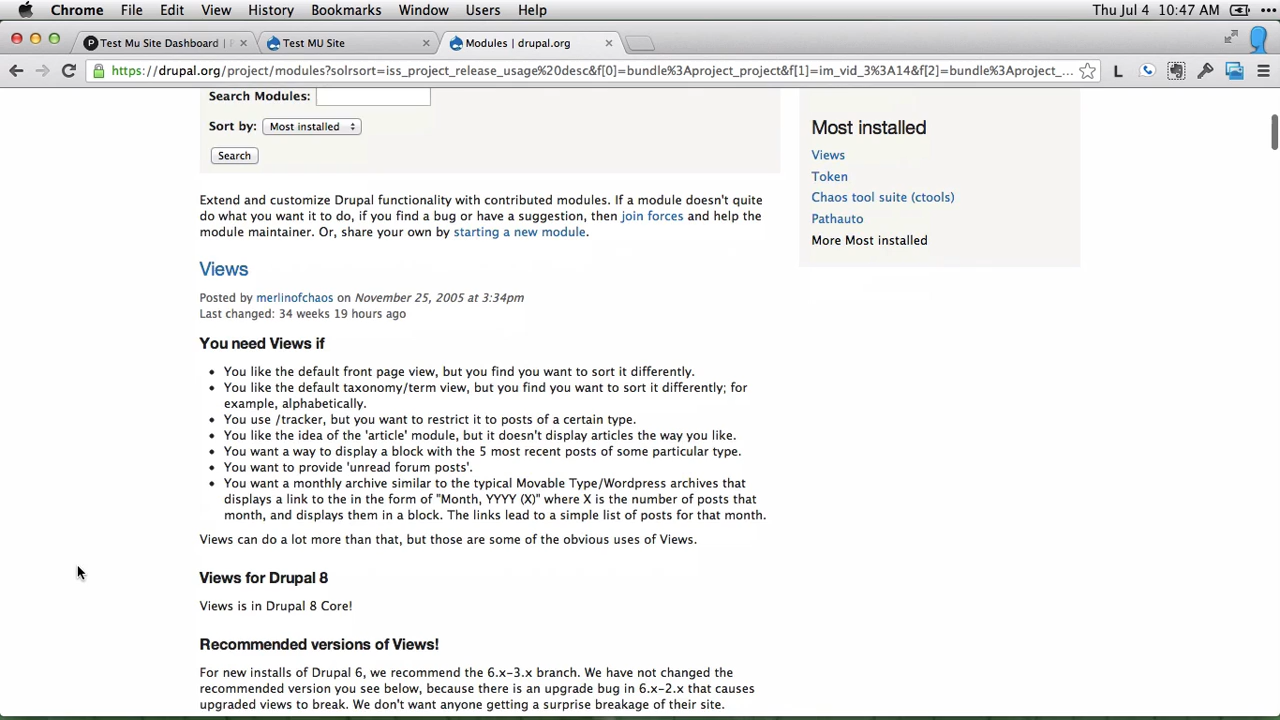 Chrome File Edit View History Bookmarks Window Users Help Thu Jul 4 10:47 AM
Test Mu Site Dashboard | P Test MU Site Modules | drupal.org
https://drupal.org/project/modules?solrsort=iss_project_release_usage%20desc&f[0]=bundle%3Aproject_project&f[1]=im_vid_3%3A14&f[2]=bundle%3Aproject_...
Search Modules:
Sort by: Most installed
Search
Most installed
Views
Token
Chaos tool suite (ctools)
Pathauto
More Most installed
Extend and customize Drupal functionality with contributed modules. If a module doesn't quite
do what you want it to do, if you find a bug or have a suggestion, then join forces and help the
module maintainer. Or, share your own by starting a new module.
Views
Posted by merlinofchaos on November 25, 2005 at 3:34pm
Last changed: 34 weeks 19 hours ago
You need Views if
• You like the default front page view, but you find you want to sort it differently.
• You like the default taxonomy/term view, but you find you want to sort it differently; for
example, alphabetically.
• You use /tracker, but you want to restrict it to posts of a certain type.
• You like the idea of the 'article' module, but it doesn't display articles the way you like.
• You want a way to display a block with the 5 most recent posts of some particular type.
• You want to provide 'unread forum posts'.
• You want a monthly archive similar to the typical Movable Type/Wordpress archives that
displays a link to the in the form of "Month, YYYY (X)" where X is the number of posts that
month, and displays them in a block. The links lead to a simple list of posts for that month.
Views can do a lot more than that, but those are some of the obvious uses of Views.
Views for Drupal 8
Views is in Drupal 8 Core!
Recommended versions of Views!
For new installs of Drupal 6, we recommend the 6.x-3.x branch. We have not changed the
recommended version you see below, because there is an upgrade bug in 6.x-2.x that causes
upgraded views to break. We don't want anyone getting a surprise breakage of their site.